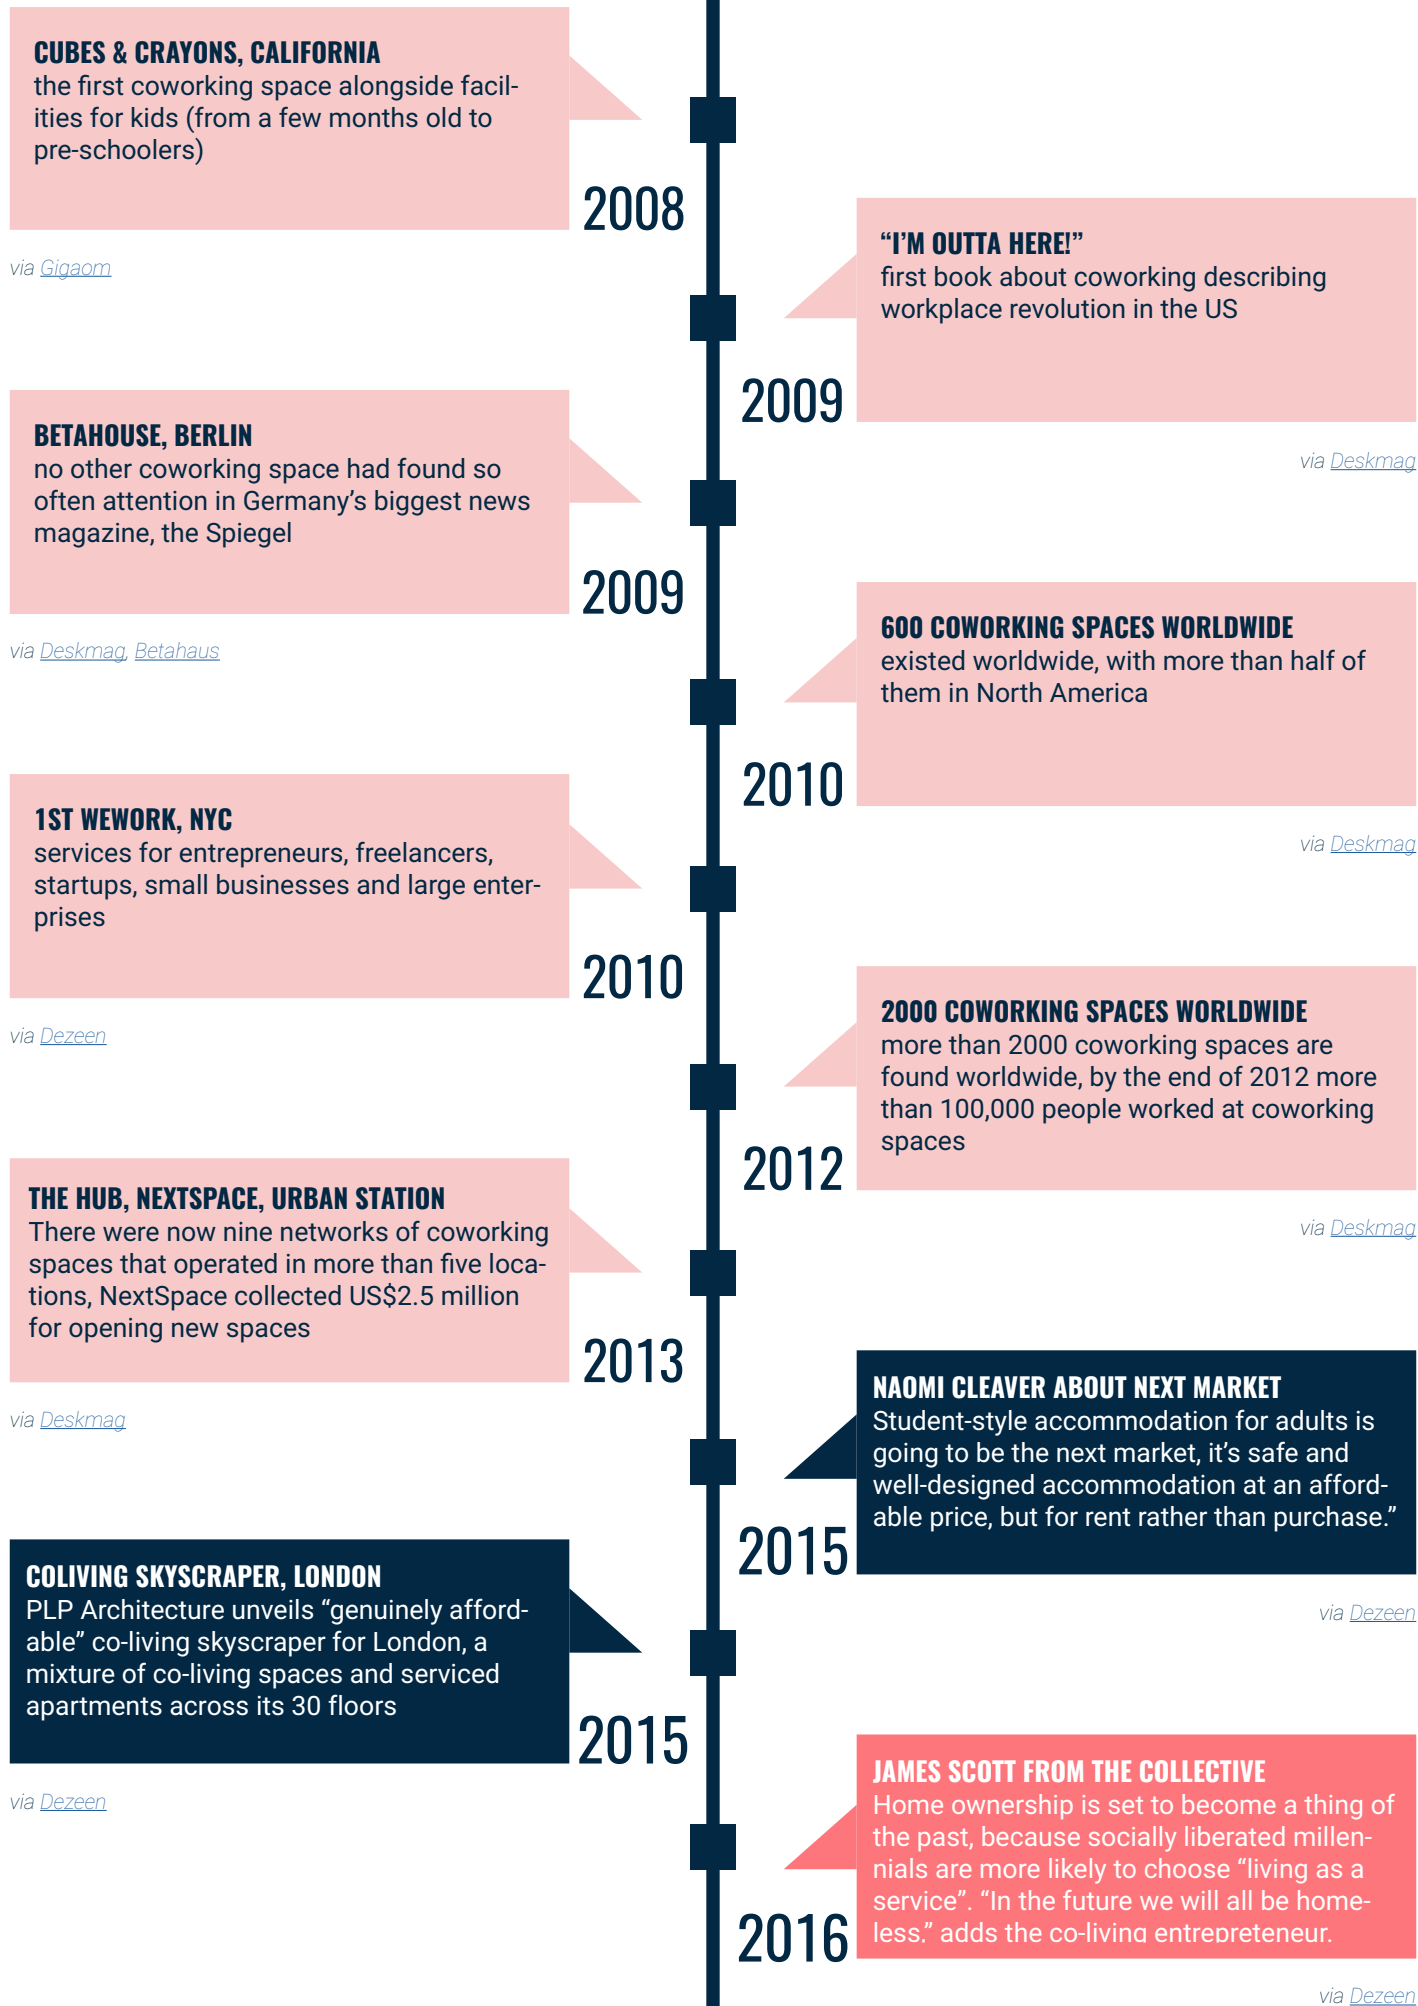 CUBES & CRAYONS, CALIFORNIA
the first coworking space alongside facil-
ities for kids (from a few months old to
pre-schoolers)
2008
via Gigaom
“I’M OUTTA HERE!”
first book about coworking describing
workplace revolution in the US
2009
via Deskmag
BETAHOUSE, BERLIN
no other coworking space had found so
often attention in Germany’s biggest news
magazine, the Spiegel
2009
via Deskmag, Betahaus
600 COWORKING SPACES WORLDWIDE
existed worldwide, with more than half of
them in North America
2010
via Deskmag
1ST WEWORK, NYC
services for entrepreneurs, freelancers,
startups, small businesses and large enter-
prises
2010
via Dezeen
2000 COWORKING SPACES WORLDWIDE
more than 2000 coworking spaces are
found worldwide, by the end of 2012 more
than 100,000 people worked at coworking
spaces
2012
via Deskmag
THE HUB, NEXTSPACE, URBAN STATION
There were now nine networks of coworking
spaces that operated in more than five loca-
tions, NextSpace collected US$2.5 million
for opening new spaces
2013
via Deskmag
NAOMI CLEAVER ABOUT NEXT MARKET
Student-style accommodation for adults is
going to be the next market, it’s safe and
well-designed accommodation at an afford-
able price, but for rent rather than purchase.”
2015
via Dezeen
COLIVING SKYSCRAPER, LONDON
PLP Architecture unveils “genuinely afford-
able” co-living skyscraper for London, a
mixture of co-living spaces and serviced
apartments across its 30 floors
2015
via Dezeen
JAMES SCOTT FROM THE COLLECTIVE
Home ownership is set to become a thing of
the past, because socially liberated millen-
nials are more likely to choose “living as a
service”. “In the future we will all be home-
less.” adds the co-living entrepreteneur.
2016
via Dezeen